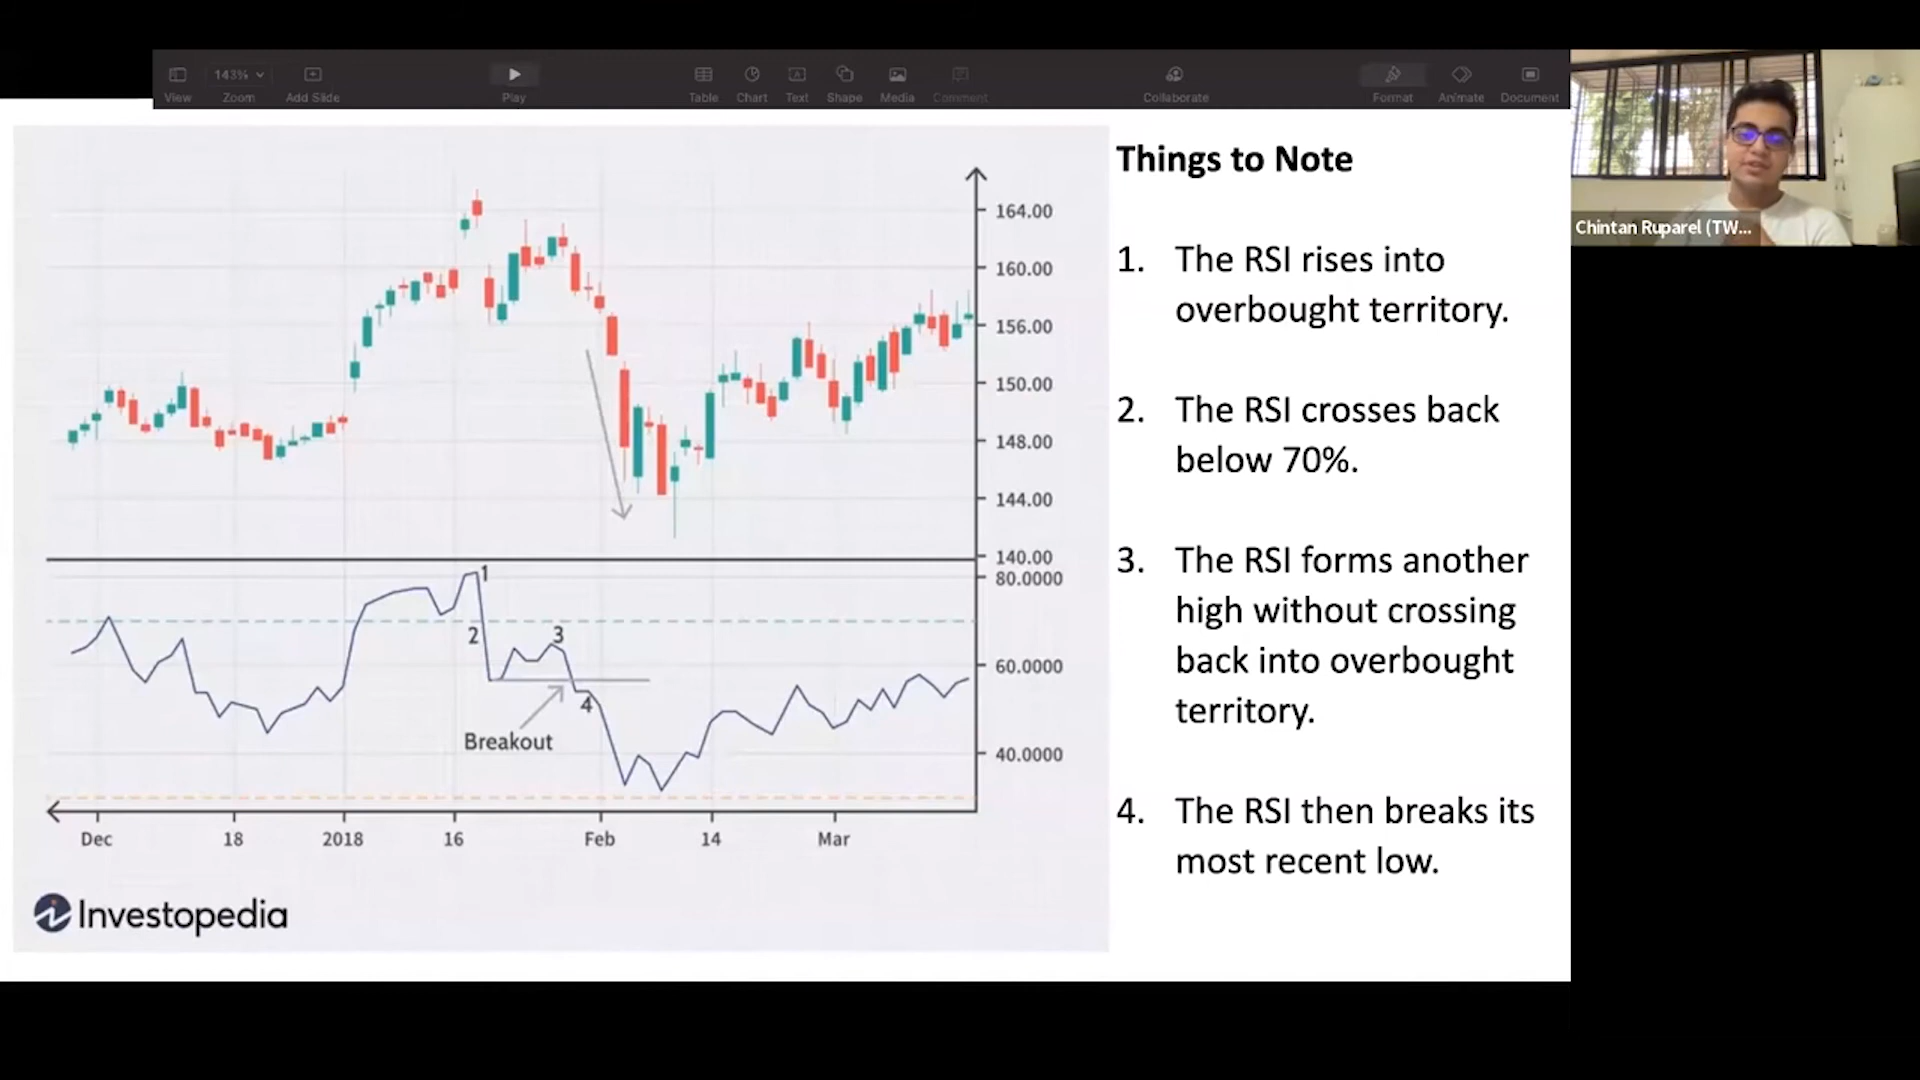 143%
View
Zoom
Add Slide
Play
Table
Chart
Text
Shape
Media
Comment
Collaborate
Format
Animate
Document
Chintan Ruparel (TW...
164.00
160.00
156.00
150.00
148.00
144.00
140.00
80.0000
60.0000
40.0000
1
2
3
4
Breakout
Dec
18
2018
16
Feb
14
Mar
Investopedia
Things to Note
1. The RSI rises into
overbought territory.
2. The RSI crosses back
below 70%.
3. The RSI forms another
high without crossing
back into overbought
territory.
4. The RSI then breaks its
most recent low.